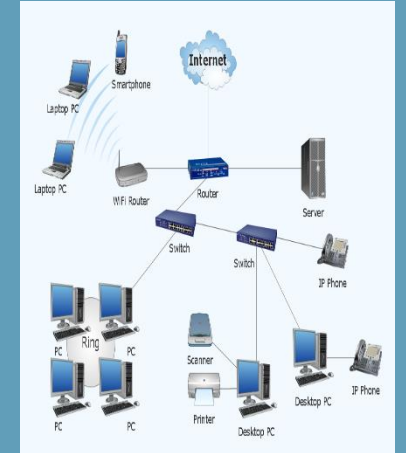 Internet
Smartphone
Laptop PC
Laptop PC
WiFi Router
Router
Server
Switch
Switch
IP Phone
Ring
PC
PC
Scanner
PC
PC
Printer
Desktop PC
Desktop PC
IP Phone